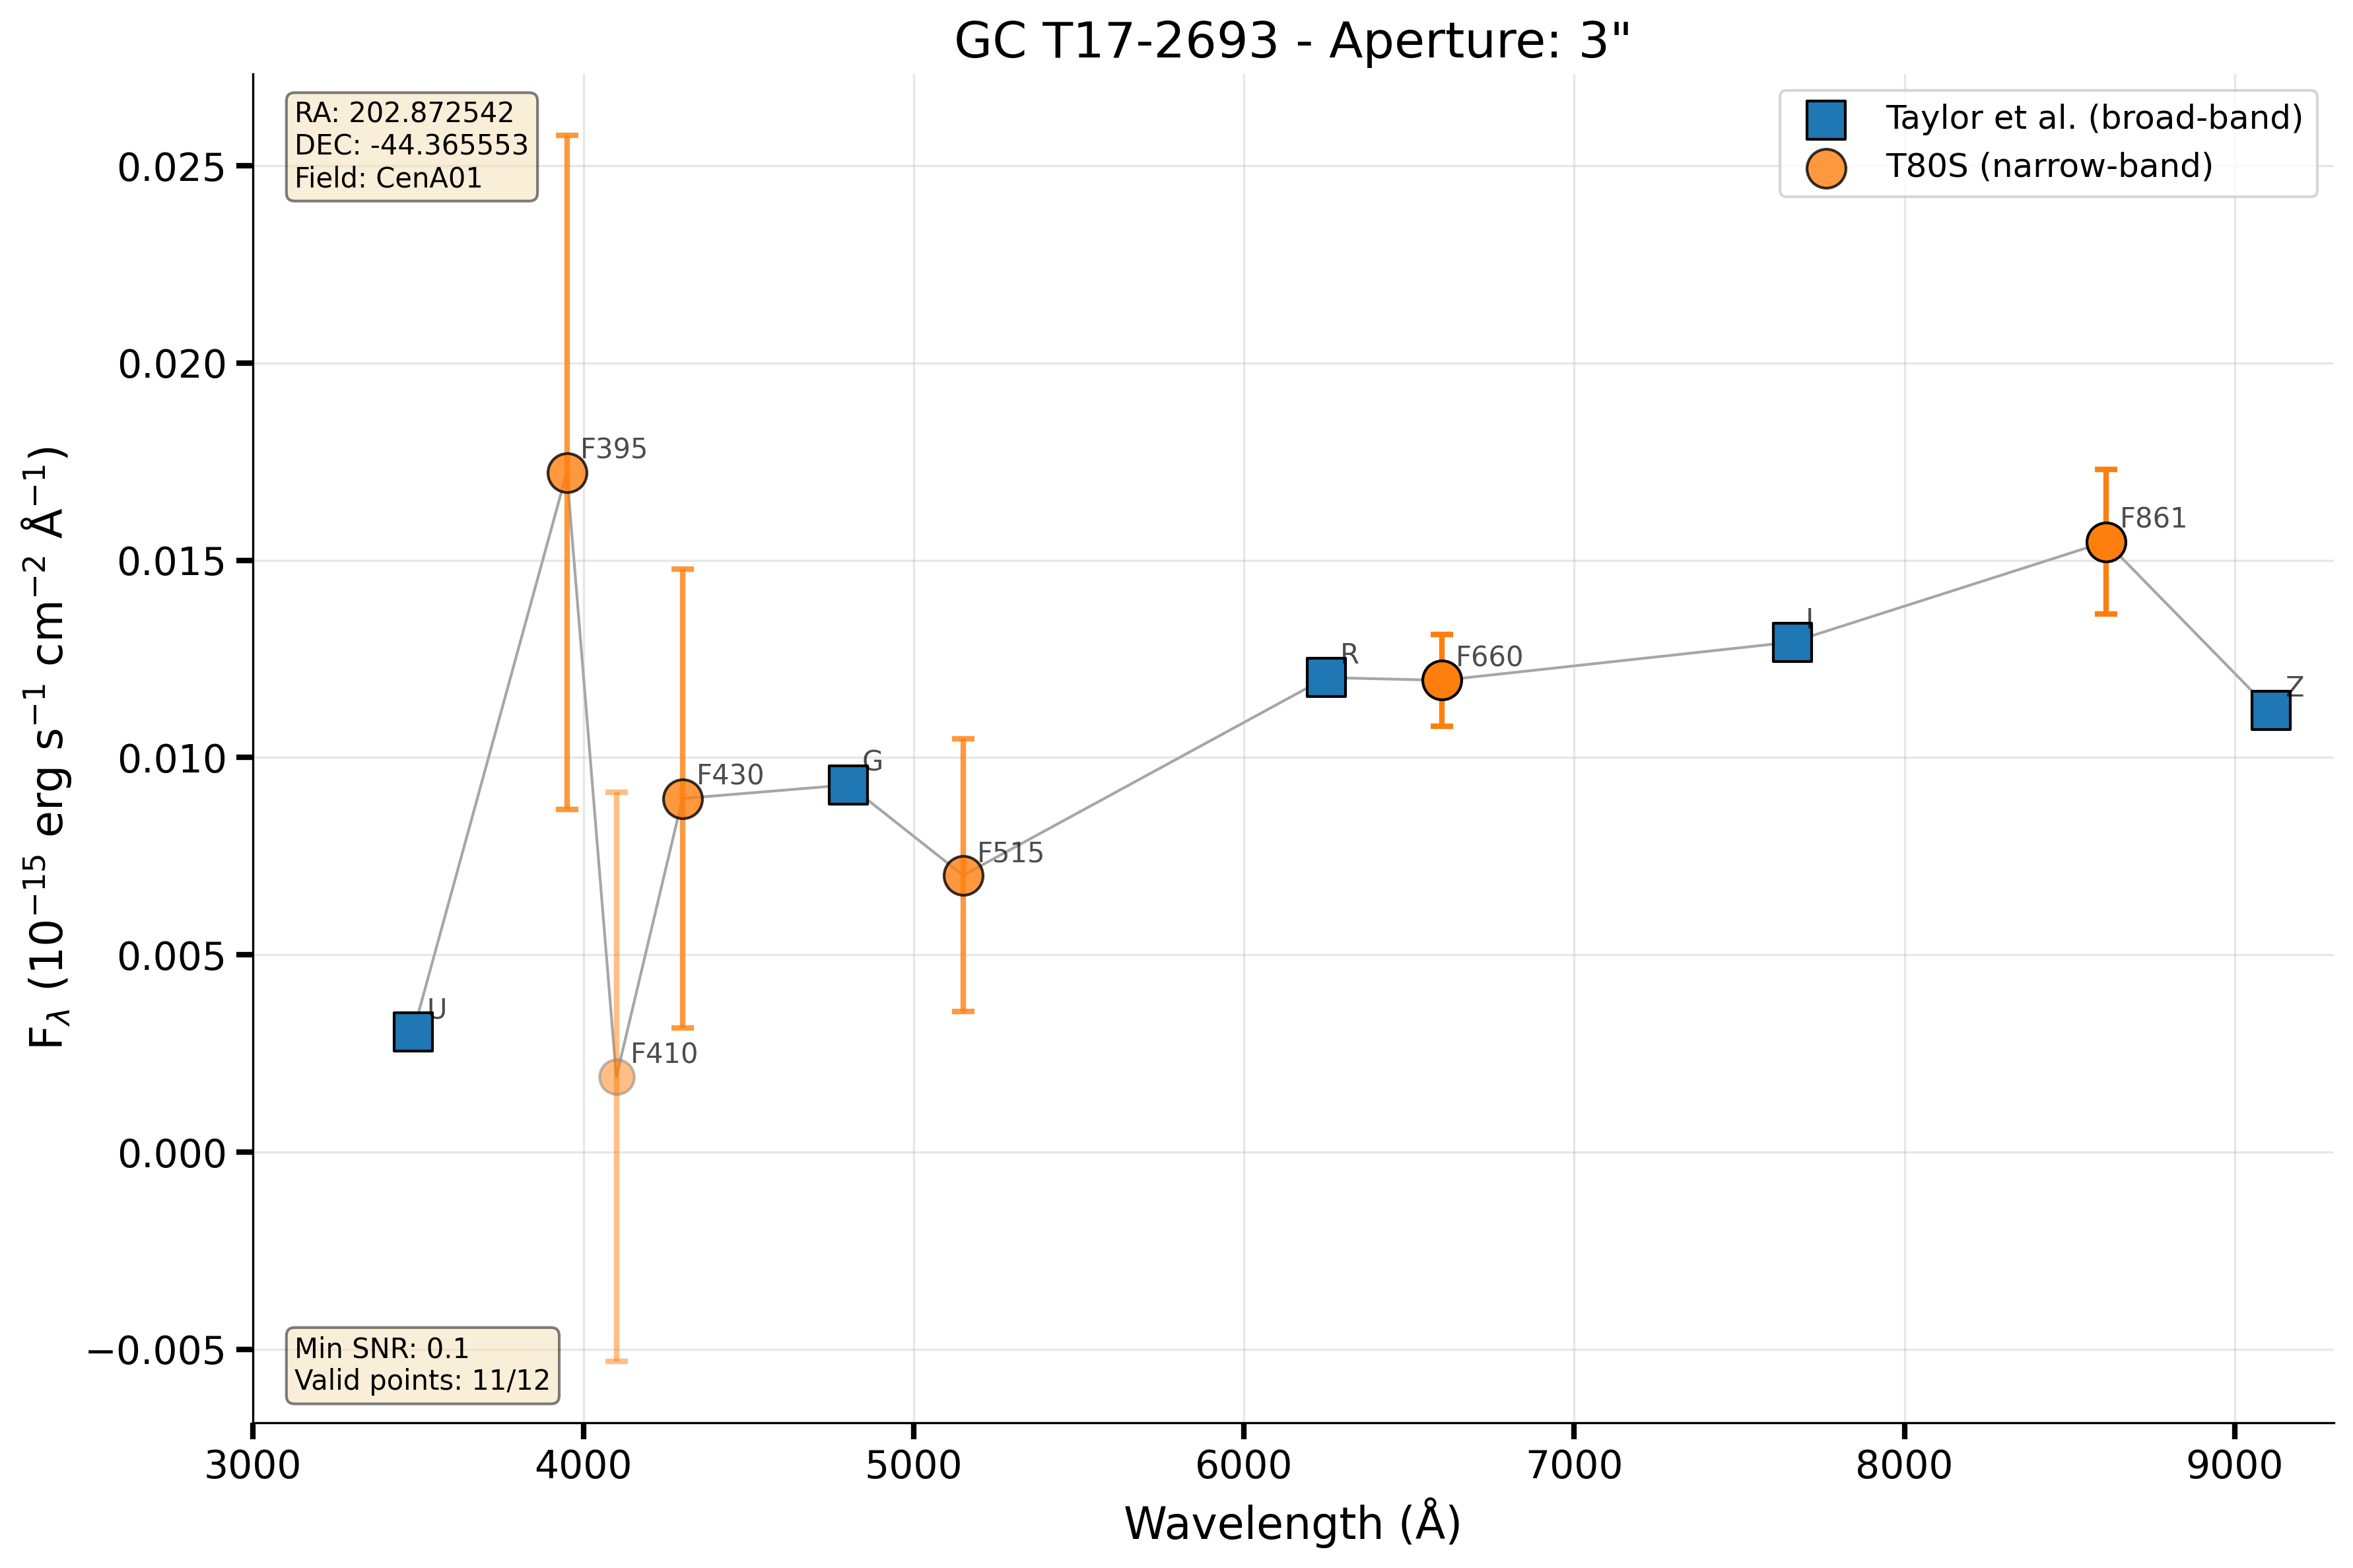 GC T17-2693 - Aperture: 3"
RA: 202.872542
DEC: -44.365553
Field: CenA01
Taylor et al. (broad-band)
T80S (narrow-band)
0.025
0.020
0.015
0.010
0.005
0.000
−0.005
F_λ (10⁻¹⁵ erg s⁻¹ cm⁻² Å⁻¹)
U
F395
F410
F430
G
F515
R
F660
I
F861
Z
Min SNR: 0.1
Valid points: 11/12
3000 4000 5000 6000 7000 8000 9000
Wavelength (Å)